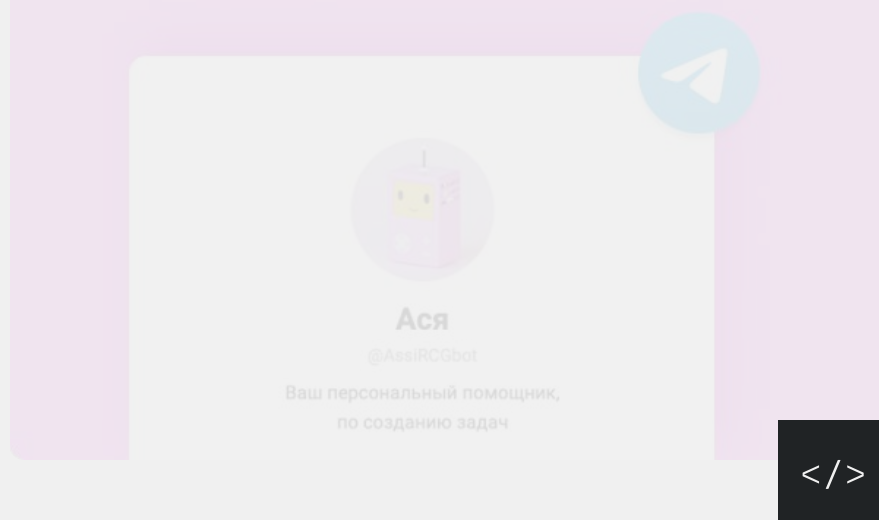 Ася
@AssiRCGbot
Ваш персональный помощник,
по созданию задач
</>